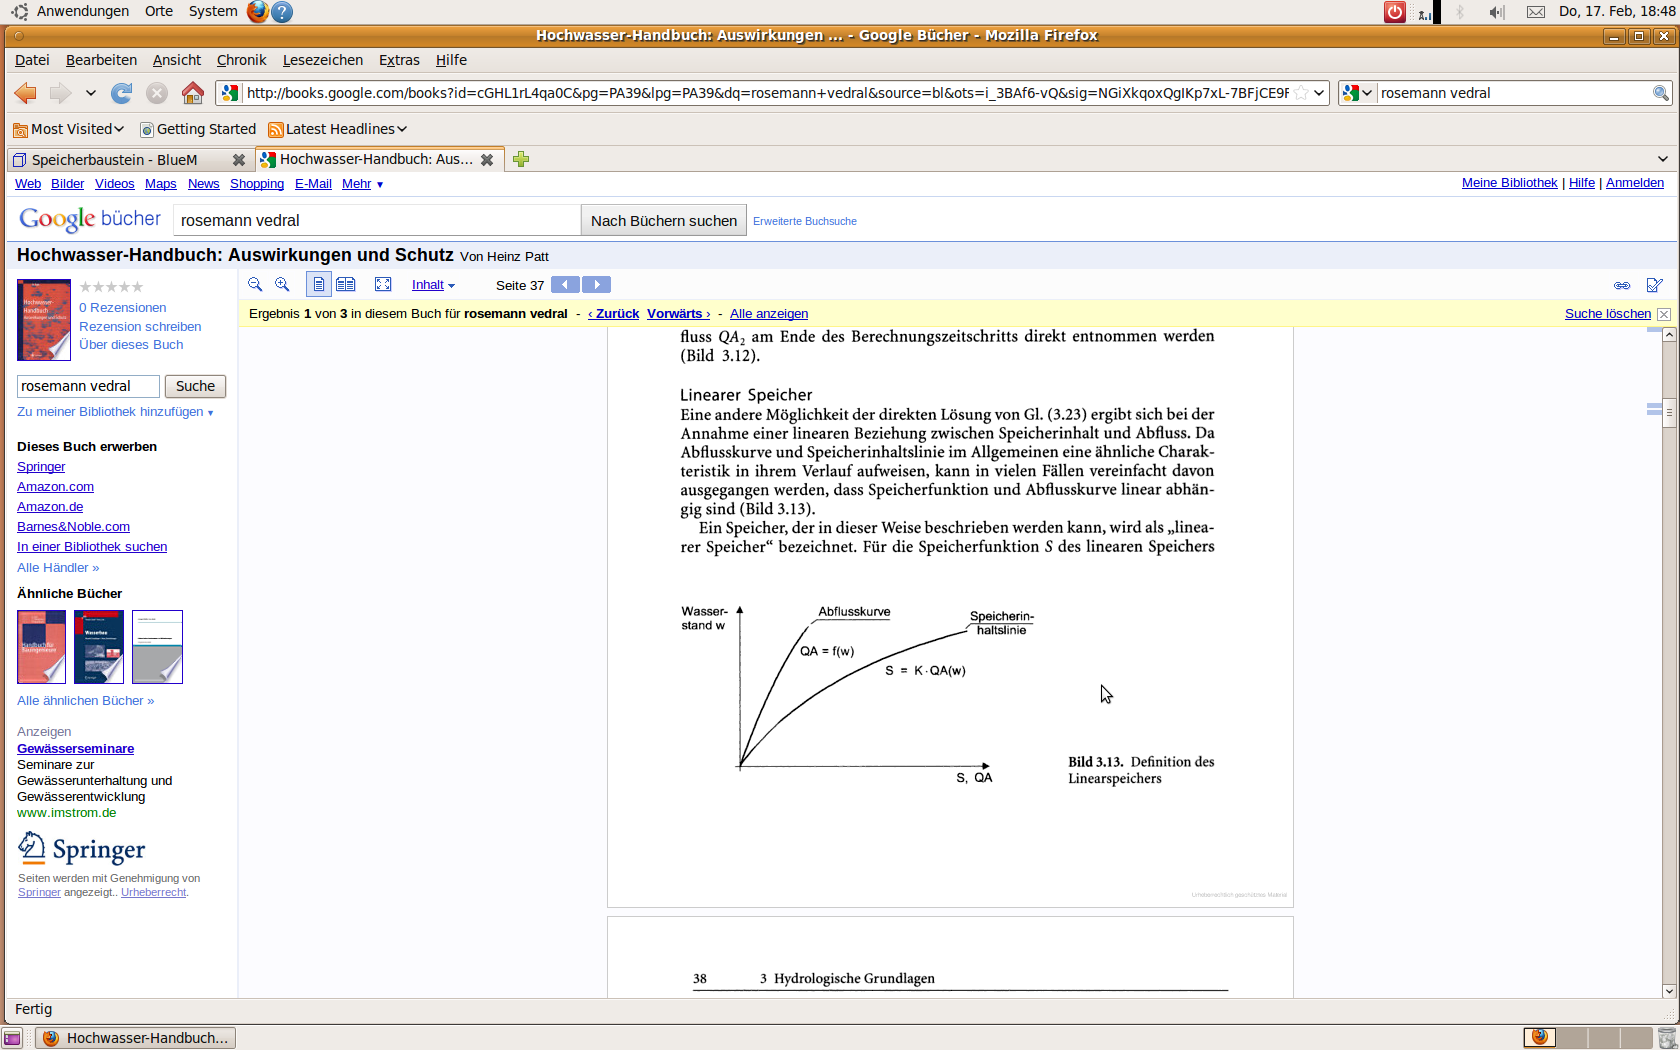 Anwendungen Orte System Do, 17. Feb, 18:48
Hochwasser-Handbuch: Auswirkungen ... - Google Bücher - Mozilla Firefox
Datei Bearbeiten Ansicht Chronik Lesezeichen Extras Hilfe
http://books.google.com/books?id=cGHL1rL4qa0C&pg=PA39&lpg=PA39&dq=rosemann+vedral&source=bl&ots=i_3BAf6-vQ&sig=NGiXkqoxQgIKp7xL-7BFjCE9F rosemann vedral
Most Visited Getting Started Latest Headlines
Speicherbaustein - BlueM Hochwasser-Handbuch: Aus...
Web Bilder Videos Maps News Shopping E-Mail Mehr ▼ Meine Bibliothek | Hilfe | Anmelden
Google bücher rosemann vedral Nach Büchern suchen Erweiterte Buchsuche
Hochwasser-Handbuch: Auswirkungen und Schutz Von Heinz Patt
Inhalt Seite 37
Ergebnis 1 von 3 in diesem Buch für rosemann vedral - ‹ Zurück Vorwärts › - Alle anzeigen Suche löschen
0 Rezensionen
Rezension schreiben
Über dieses Buch
rosemann vedral Suche
Zu meiner Bibliothek hinzufügen ▼
Dieses Buch erwerben
Springer
Amazon.com
Amazon.de
Barnes&Noble.com
In einer Bibliothek suchen
Alle Händler »
Ähnliche Bücher
Alle ähnlichen Bücher »
Anzeigen
Gewässerseminare
Seminare zur
Gewässerunterhaltung und
Gewässerentwicklung
www.imstrom.de
Springer
Seiten werden mit Genehmigung von
Springer angezeigt.. Urheberrecht.
fluss QA₂ am Ende des Berechnungszeitschritts direkt entnommen werden
(Bild 3.12).
Linearer Speicher
Eine andere Möglichkeit der direkten Lösung von Gl. (3.23) ergibt sich bei der
Annahme einer linearen Beziehung zwischen Speicherinhalt und Abfluss. Da
Abflusskurve und Speicherinhaltslinie im Allgemeinen eine ähnliche Charak-
teristik in ihrem Verlauf aufweisen, kann in vielen Fällen vereinfacht davon
ausgegangen werden, dass Speicherfunktion und Abflusskurve linear abhän-
gig sind (Bild 3.13).
Ein Speicher, der in dieser Weise beschrieben werden kann, wird als „linea-
rer Speicher“ bezeichnet. Für die Speicherfunktion S des linearen Speichers
Wasser-
stand w
Abflusskurve
Speicherin-
haltslinie
QA = f(w)
S = K·QA(w)
S, QA
Bild 3.13. Definition des
Linearspeichers
Urheberrechtlich geschütztes Material
38 3 Hydrologische Grundlagen
Fertig
Hochwasser-Handbuch...